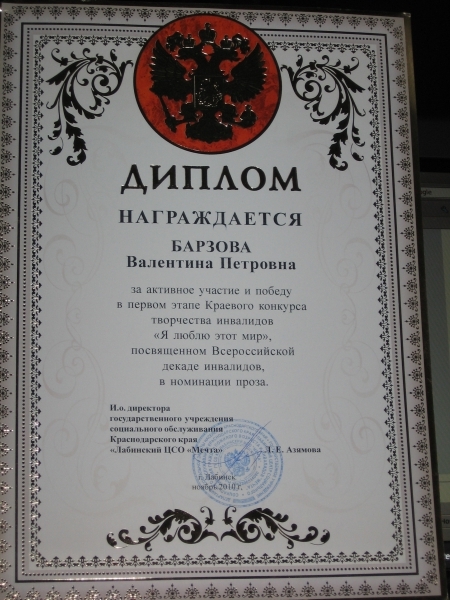 ДИПЛОМ
НАГРАЖДАЕТСЯ
БАРЗОВА
Валентина Петровна
за активное участие и победу
в первом этапе Краевого конкурса
творчества инвалидов
«Я люблю этот мир»,
посвященном Всероссийской
декаде инвалидов,
в номинации проза.
И.о. директора
государственного учреждения
социального обслуживания
Краснодарского края
«Лабинский ЦСО «Мечта» Л. Е. Азямова
г. Лабинск
ноябрь 2010 г.